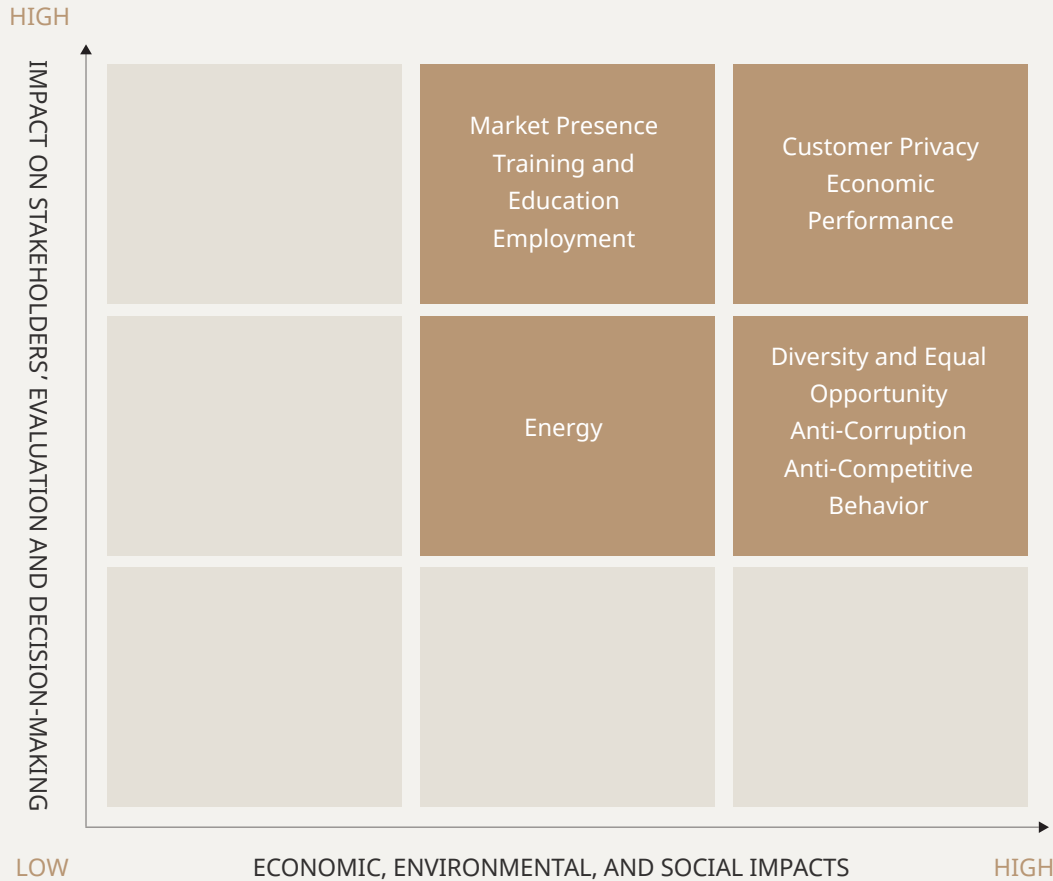 HIGH
IMPACT ON STAKEHOLDERS’ EVALUATION AND DECISION-MAKING
Market Presence
Training and
Education
Employment
Customer Privacy
Economic
Performance
Energy
Diversity and Equal
Opportunity
Anti-Corruption
Anti-Competitive
Behavior
LOW
ECONOMIC, ENVIRONMENTAL, AND SOCIAL IMPACTS
HIGH